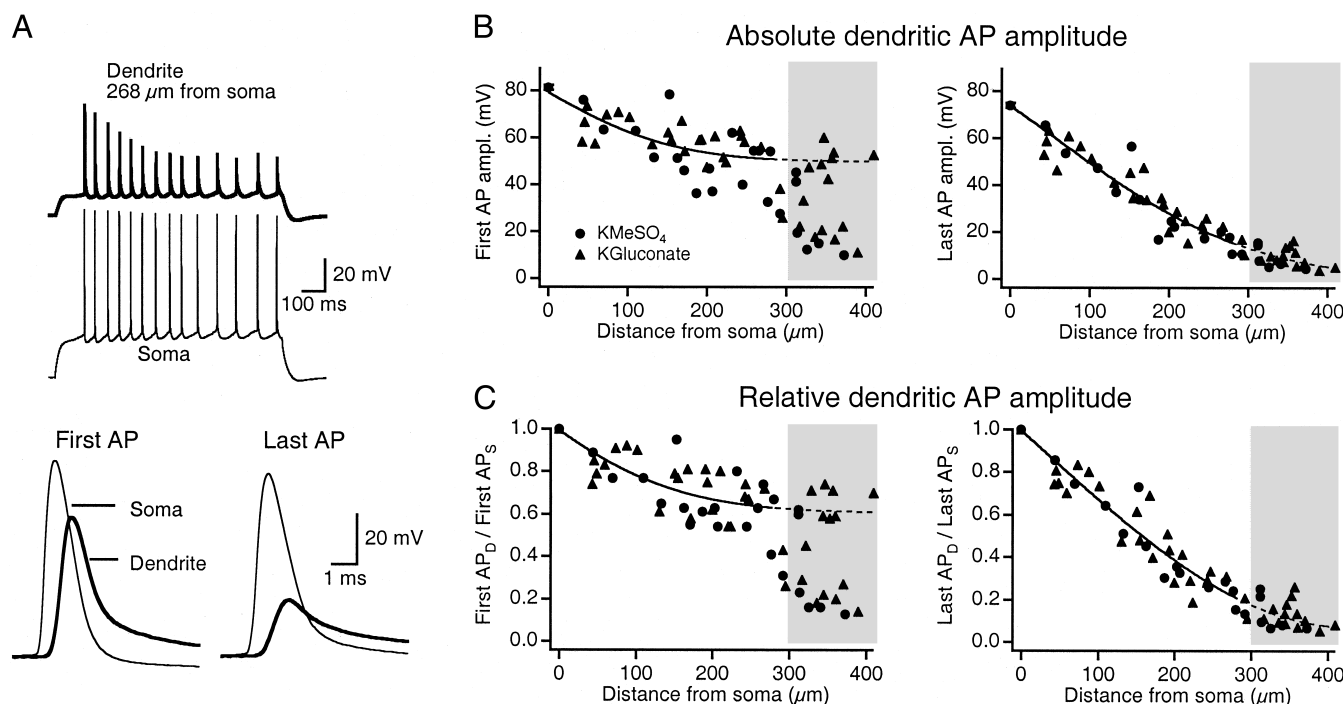 A
Dendrite
268 µm from soma
20 mV
100 ms
Soma
First AP
Last AP
Soma
Dendrite
20 mV
1 ms
B
Absolute dendritic AP amplitude
First AP ampl. (mV)
80
60
40
20
0
KMeSO4
KGluconate
0
100
200
300
400
Distance from soma (µm)
Last AP ampl. (mV)
80
60
40
20
0
0
100
200
300
400
Distance from soma (µm)
C
Relative dendritic AP amplitude
First APD / First APS
1.0
0.8
0.6
0.4
0.2
0.0
0
100
200
300
400
Distance from soma (µm)
Last APD / Last APS
1.0
0.8
0.6
0.4
0.2
0.0
0
100
200
300
400
Distance from soma (µm)